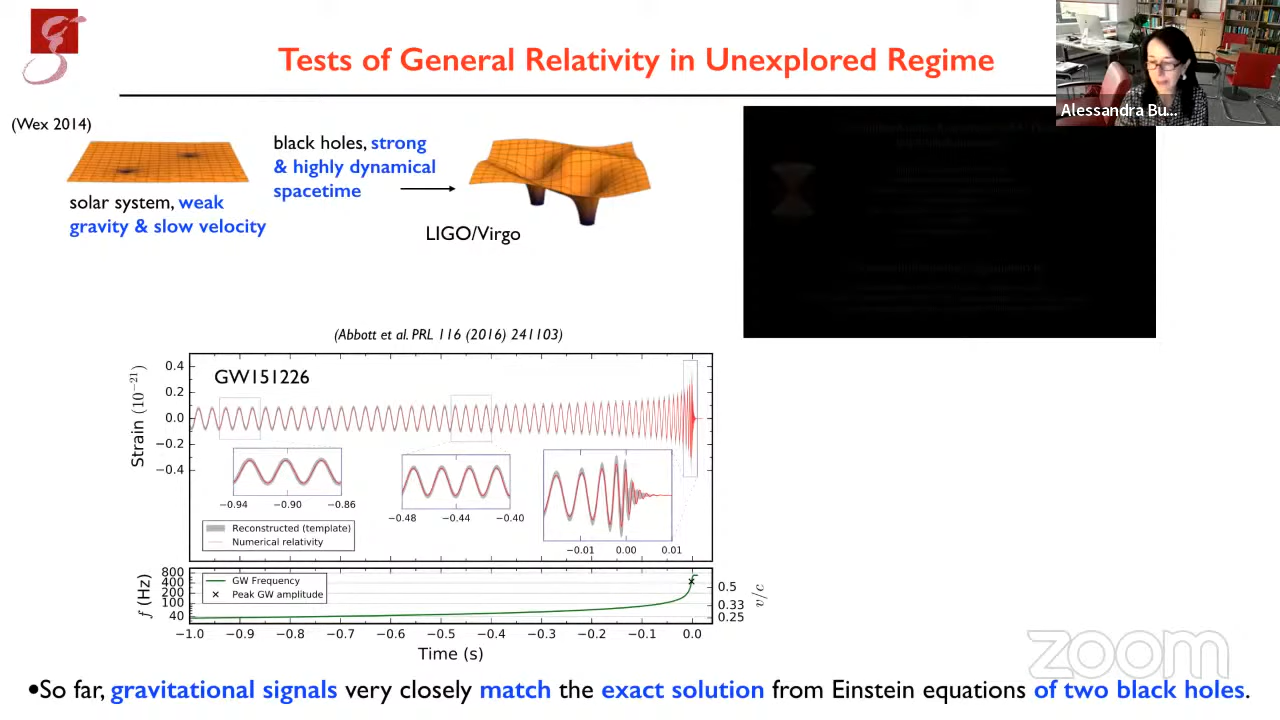 Tests of General Relativity in Unexplored Regime
Alessandra Bu...
(Wex 2014)
solar system, weak
gravity & slow velocity
black holes, strong
& highly dynamical
spacetime
LIGO/Virgo
(Abbott et al. PRL 116 (2016) 241103)
GW151226
Strain (10⁻²¹)
0.4
0.2
0.0
−0.2
−0.4
−0.94 −0.90 −0.86
−0.48 −0.44 −0.40
−0.01 0.00 0.01
Reconstructed (template)
Numerical relativity
f (Hz)
800
400
200
100
40
GW Frequency
Peak GW amplitude
0.5
0.33
0.25
v/c
−1.0 −0.9 −0.8 −0.7 −0.6 −0.5 −0.4 −0.3 −0.2 −0.1 0.0
Time (s)
zoom
•So far, gravitational signals very closely match the exact solution from Einstein equations of two black holes.